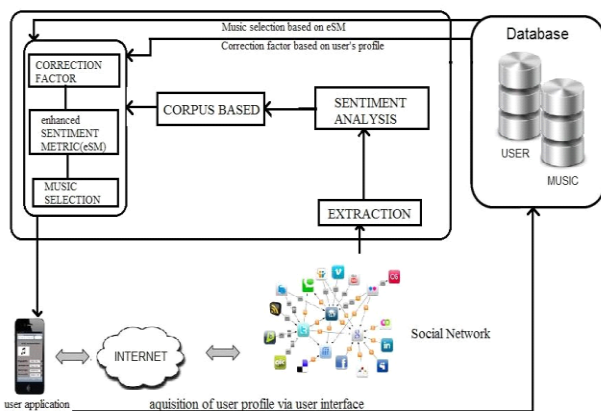 Music selection based on eSM
Correction factor based on user's profile
Database
CORRECTION
FACTOR
enhanced
SENTIMENT
METRIC(eSM)
MUSIC
SELECTION
CORPUS BASED
SENTIMENT
ANALYSIS
EXTRACTION
USER
MUSIC
INTERNET
Social Network
user application
aquisition of user profile via user interface